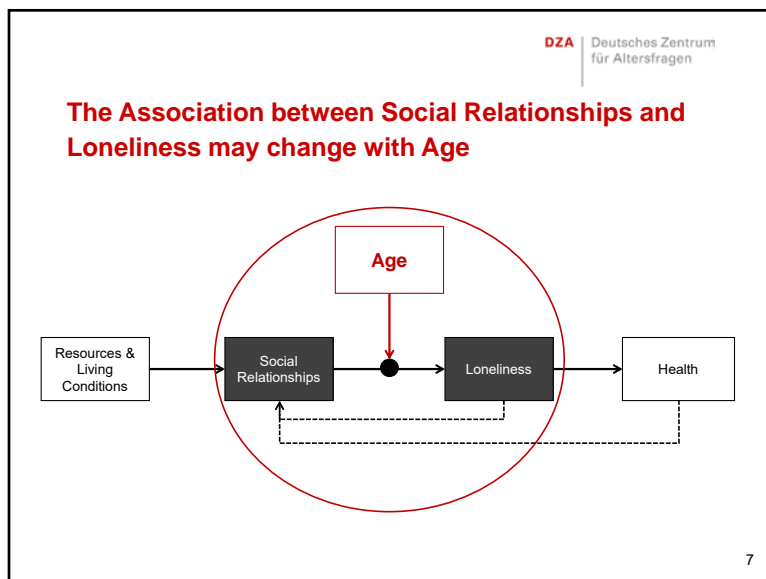 DZA Deutsches Zentrum
für Altersfragen
The Association between Social Relationships and
Loneliness may change with Age
Age
Resources &
Living
Conditions
Social
Relationships
Loneliness
Health
7